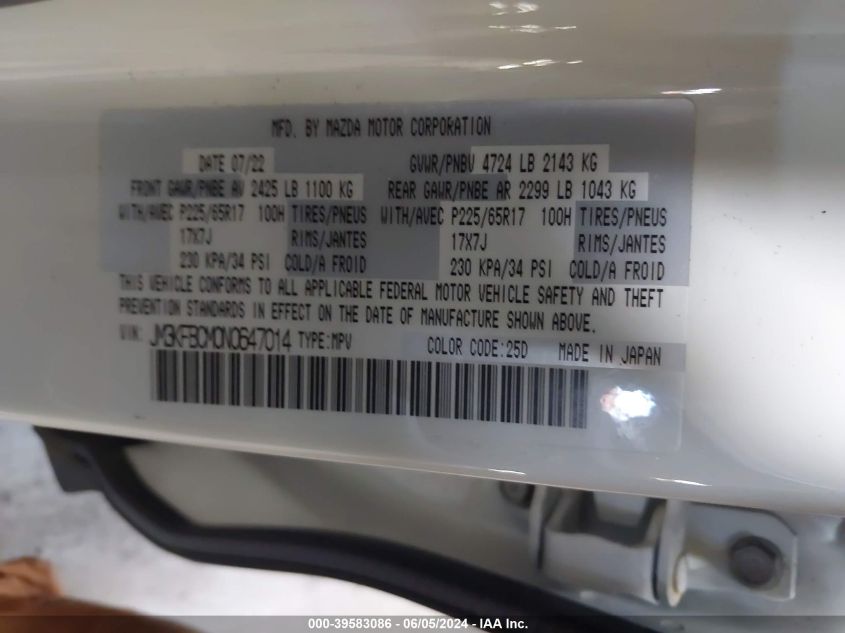 MFD. BY MAZDA MOTOR CORPORATION
DATE 07/22 GVWR/PNBV 4724 LB 2143 KG
FRONT GAWR/PNBE AV 2425 LB 1100 KG REAR GAWR/PNBE AR 2299 LB 1043 KG
WITH/AVEC P225/65R17 100H TIRES/PNEUS WITH/AVEC P225/65R17 100H TIRES/PNEUS
17X7J RIMS/JANTES 17X7J RIMS/JANTES
230 KPA/34 PSI COLD/A FROID 230 KPA/34 PSI COLD/A FROID
THIS VEHICLE CONFORMS TO ALL APPLICABLE FEDERAL MOTOR VEHICLE SAFETY AND THEFT
PREVENTION STANDARDS IN EFFECT ON THE DATE OF MANUFACTURE SHOWN ABOVE.
VIN: JM3KFBCM0N0647014 TYPE:MPV COLOR CODE:25D MADE IN JAPAN
000-39583086 - 06/05/2024 - IAA Inc.